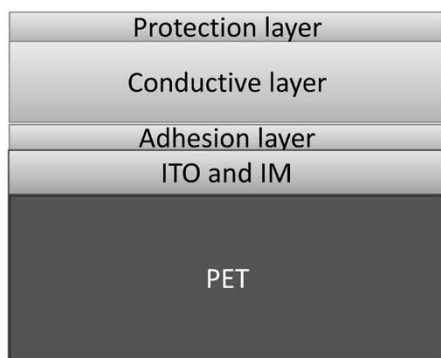 Protection layer
Conductive layer
Adhesion layer
ITO and IM
PET